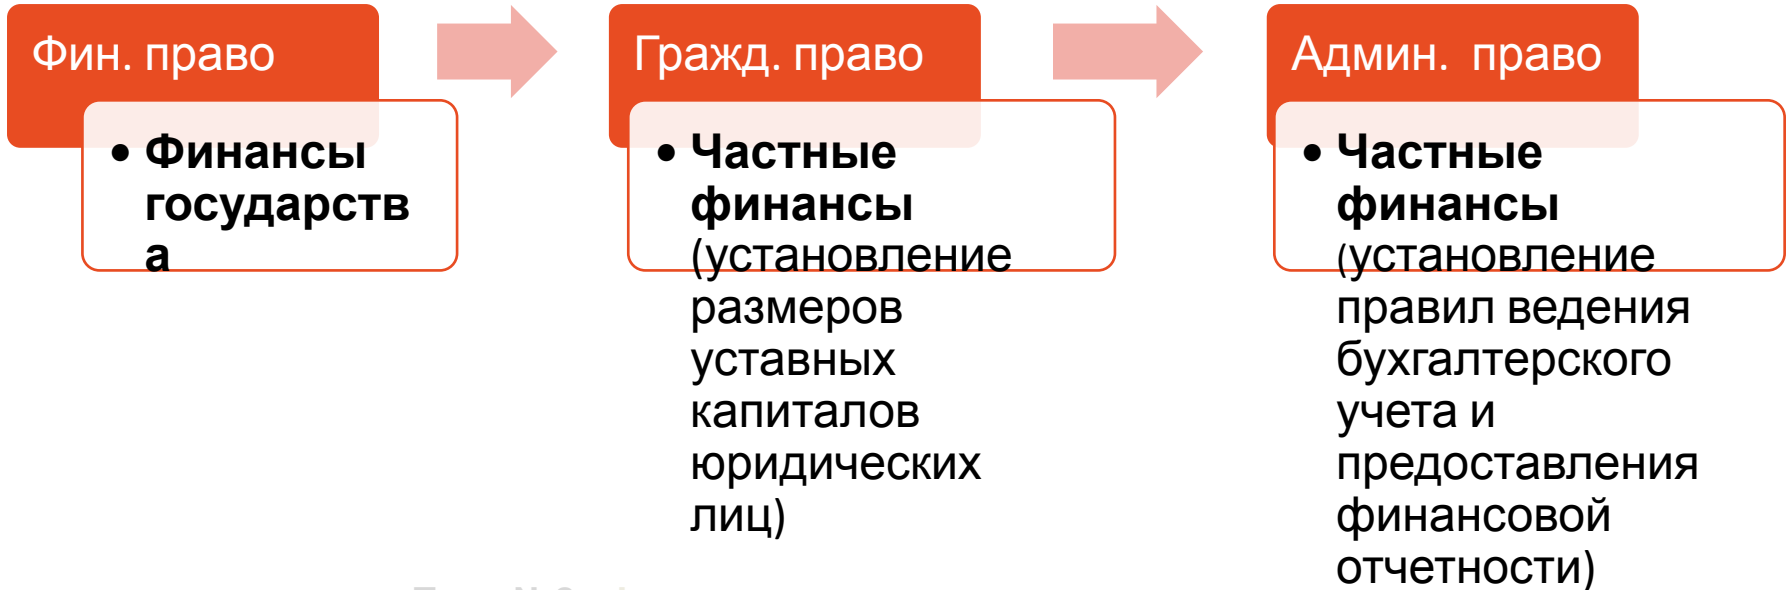 Фин. право
• Финансы
государств
а
Гражд. право
• Частные
финансы
(установление
размеров
уставных
капиталов
юридических
лиц)
Админ. право
• Частные
финансы
(установление
правил ведения
бухгалтерского
учета и
предоставления
финансовой
отчетности)